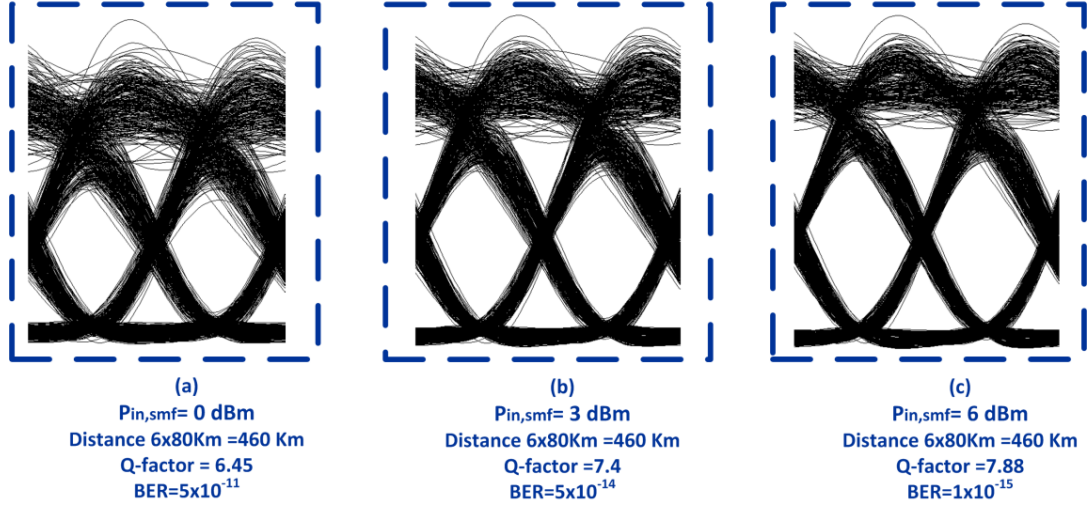 (a)
Pin,smf= 0 dBm
Distance 6x80Km =460 Km
Q-factor = 6.45
BER=5x10⁻¹¹
(b)
Pin,smf= 3 dBm
Distance 6x80Km =460 Km
Q-factor =7.4
BER=5x10⁻¹⁴
(c)
Pin,smf= 6 dBm
Distance 6x80Km =460 Km
Q-factor =7.88
BER=1x10⁻¹⁵